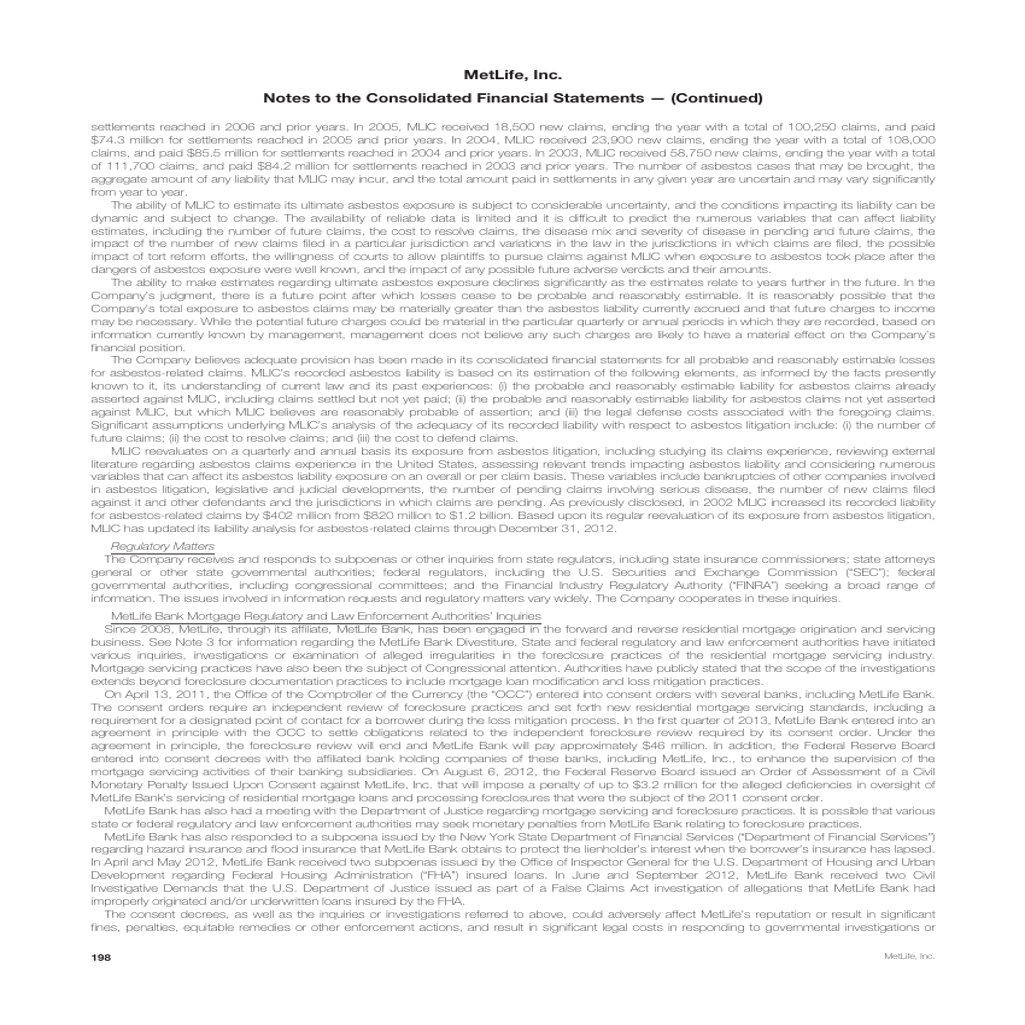 MetLife, Inc.
Notes to the Consolidated Financial Statements — (Continued)
settlements reached in 2006 and prior years. In 2005, MLIC received 18,500 new claims, ending the year with a total of 100,250 claims, and paid
$74.3 million for settlements reached in 2005 and prior years. In 2004, MLIC received 23,900 new claims, ending the year with a total of 108,000
claims, and paid $85.5 million for settlements reached in 2004 and prior years. In 2003, MLIC received 58,750 new claims, ending the year with a total
of 111,700 claims, and paid $84.2 million for settlements reached in 2003 and prior years. The number of asbestos cases that may be brought, the
aggregate amount of any liability that MLIC may incur, and the total amount paid in settlements in any given year are uncertain and may vary significantly
from year to year.
The ability of MLIC to estimate its ultimate asbestos exposure is subject to considerable uncertainty, and the conditions impacting its liability can be
dynamic and subject to change. The availability of reliable data is limited and it is difficult to predict the numerous variables that can affect liability
estimates, including the number of future claims, the cost to resolve claims, the disease mix and severity of disease in pending and future claims, the
impact of the number of new claims filed in a particular jurisdiction and variations in the law in the jurisdictions in which claims are filed, the possible
impact of tort reform efforts, the willingness of courts to allow plaintiffs to pursue claims against MLIC when exposure to asbestos took place after the
dangers of asbestos exposure were well known, and the impact of any possible future adverse verdicts and their amounts.
The ability to make estimates regarding ultimate asbestos exposure declines significantly as the estimates relate to years further in the future. In the
Company's judgment, there is a future point after which losses cease to be probable and reasonably estimable. It is reasonably possible that the
Company's total exposure to asbestos claims may be materially greater than the asbestos liability currently accrued and that future charges to income
may be necessary. While the potential future charges could be material in the particular quarterly or annual periods in which they are recorded, based on
information currently known by management, management does not believe any such charges are likely to have a material effect on the Company's
financial position.
The Company believes adequate provision has been made in its consolidated financial statements for all probable and reasonably estimable losses
for asbestos-related claims. MLIC's recorded asbestos liability is based on its estimation of the following elements, as informed by the facts presently
known to it, its understanding of current law and its past experiences: (i) the probable and reasonably estimable liability for asbestos claims already
asserted against MLIC, including claims settled but not yet paid; (ii) the probable and reasonably estimable liability for asbestos claims not yet asserted
against MLIC, but which MLIC believes are reasonably probable of assertion; and (iii) the legal defense costs associated with the foregoing claims.
Significant assumptions underlying MLIC's analysis of the adequacy of its recorded liability with respect to asbestos litigation include: (i) the number of
future claims; (ii) the cost to resolve claims; and (iii) the cost to defend claims.
MLIC reevaluates on a quarterly and annual basis its exposure from asbestos litigation, including studying its claims experience, reviewing external
literature regarding asbestos claims experience in the United States, assessing relevant trends impacting asbestos liability and considering numerous
variables that can affect its asbestos liability exposure on an overall or per claim basis. These variables include bankruptcies of other companies involved
in asbestos litigation, legislative and judicial developments, the number of pending claims involving serious disease, the number of new claims filed
against it and other defendants and the jurisdictions in which claims are pending. As previously disclosed, in 2002 MLIC increased its recorded liability
for asbestos-related claims by $402 million from $820 million to $1.2 billion. Based upon its regular reevaluation of its exposure from asbestos litigation,
MLIC has updated its liability analysis for asbestos-related claims through December 31, 2012.
Regulatory Matters
The Company receives and responds to subpoenas or other inquiries from state regulators, including state insurance commissioners; state attorneys
general or other state governmental authorities; federal regulators, including the U.S. Securities and Exchange Commission ("SEC"); federal
governmental authorities, including congressional committees; and the Financial Industry Regulatory Authority ("FINRA") seeking a broad range of
information. The issues involved in information requests and regulatory matters vary widely. The Company cooperates in these inquiries.
MetLife Bank Mortgage Regulatory and Law Enforcement Authorities' Inquiries
Since 2008, MetLife, through its affiliate, MetLife Bank, has been engaged in the forward and reverse residential mortgage origination and servicing
business. See Note 3 for information regarding the MetLife Bank Divestiture. State and federal regulatory and law enforcement authorities have initiated
various inquiries, investigations or examination of alleged irregularities in the foreclosure practices of the residential mortgage servicing industry.
Mortgage servicing practices have also been the subject of Congressional attention. Authorities have publicly stated that the scope of the investigations
extends beyond foreclosure documentation practices to include mortgage loan modification and loss mitigation practices.
On April 13, 2011, the Office of the Comptroller of the Currency (the "OCC") entered into consent orders with several banks, including MetLife Bank.
The consent orders require an independent review of foreclosure practices and set forth new residential mortgage servicing standards, including a
requirement for a designated point of contact for a borrower during the loss mitigation process. In the first quarter of 2013, MetLife Bank entered into an
agreement in principle with the OCC to settle obligations related to the independent foreclosure review required by its consent order. Under the
agreement in principle, the foreclosure review will end and MetLife Bank will pay approximately $46 million. In addition, the Federal Reserve Board
entered into consent decrees with the affiliated bank holding companies of these banks, including MetLife, Inc., to enhance the supervision of the
mortgage servicing activities of their banking subsidiaries. On August 6, 2012, the Federal Reserve Board issued an Order of Assessment of a Civil
Monetary Penalty Issued Upon Consent against MetLife, Inc. that will impose a penalty of up to $3.2 million for the alleged deficiencies in oversight of
MetLife Bank's servicing of residential mortgage loans and processing foreclosures that were the subject of the 2011 consent order.
MetLife Bank has also had a meeting with the Department of Justice regarding mortgage servicing and foreclosure practices. It is possible that various
state or federal regulatory and law enforcement authorities may seek monetary penalties from MetLife Bank relating to foreclosure practices.
MetLife Bank has also responded to a subpoena issued by the New York State Department of Financial Services ("Department of Financial Services")
regarding hazard insurance and flood insurance that MetLife Bank obtains to protect the lienholder's interest when the borrower's insurance has lapsed.
In April and May 2012, MetLife Bank received two subpoenas issued by the Office of Inspector General for the U.S. Department of Housing and Urban
Development regarding Federal Housing Administration ("FHA") insured loans. In June and September 2012, MetLife Bank received two Civil
Investigative Demands that the U.S. Department of Justice issued as part of a False Claims Act investigation of allegations that MetLife Bank had
improperly originated and/or underwritten loans insured by the FHA.
The consent decrees, as well as the inquiries or investigations referred to above, could adversely affect MetLife's reputation or result in significant
fines, penalties, equitable remedies or other enforcement actions, and result in significant legal costs in responding to governmental investigations or
198
MetLife, Inc.